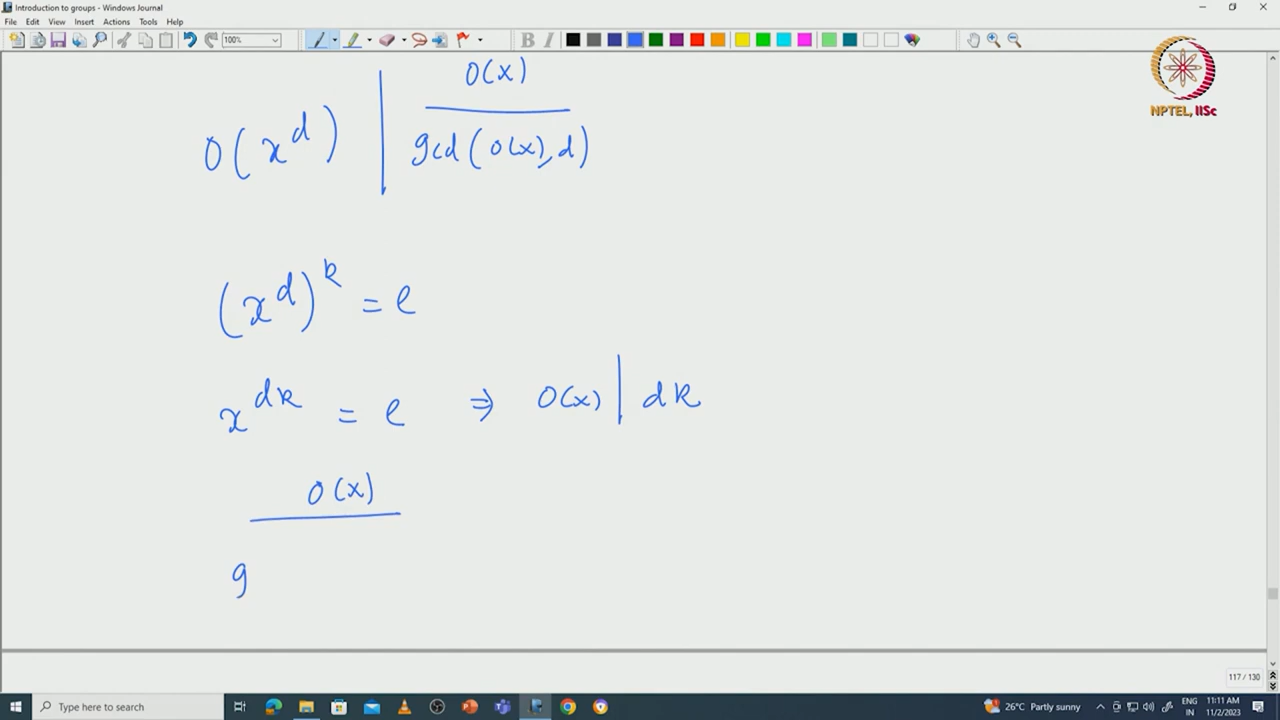 Introduction to groups - Windows Journal
File Edit View Insert Actions Tools Help
100%
B I
NPTEL, IISc
O(x^d) | O(x) / gcd(O(x), d)
(x^d)^k = e
x^{dk} = e ⇒ O(x) | dk
O(x)
g
117 / 130
Type here to search
26°C Partly sunny
ENG
IN
11:11 AM
11/2/2023